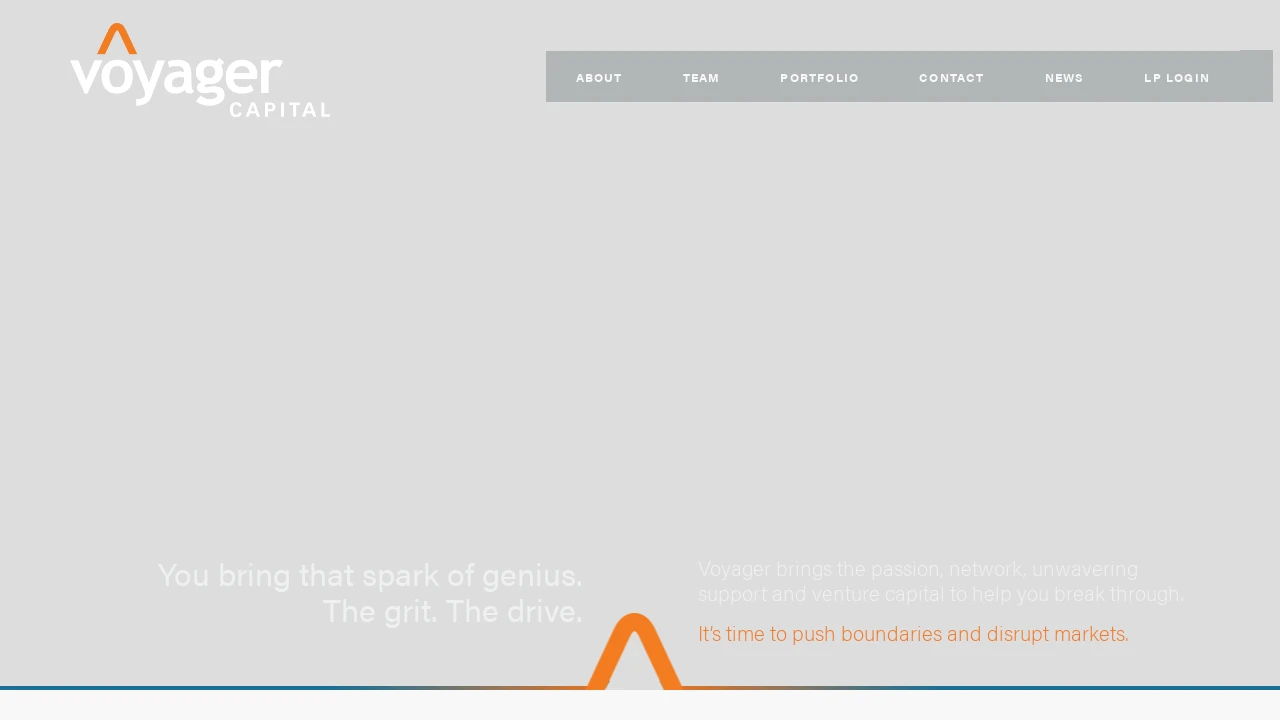 voyager
CAPITAL
ABOUT
TEAM
PORTFOLIO
CONTACT
NEWS
LP LOGIN
You bring that spark of genius.
The grit. The drive.
Voyager brings the passion, network. unwavering
support and venture capital to help you break through.
It's time to push boundaries and disrupt markets.